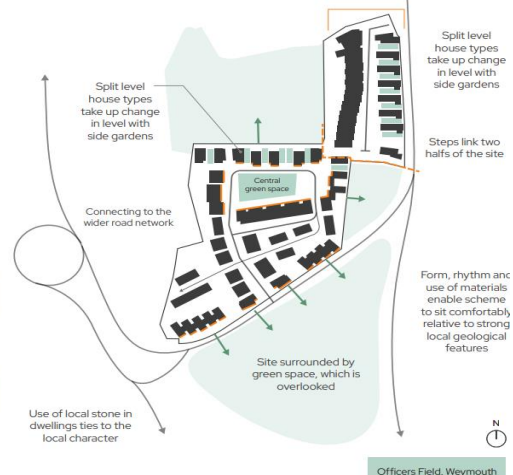 Split level
house types
take up change
in level with
side gardens
Split level
house types
take up change
in level with
side gardens
Steps link two
halfs of the site
Central
green space
Connecting to the
wider road network
Form, rhythm and
use of materials
enable scheme
to sit comfortably
relative to strong
local geological
features
Site surrounded by
green space, which is
overlooked
Use of local stone in
dwellings ties to the
local character
N
Officers Field, Weymouth